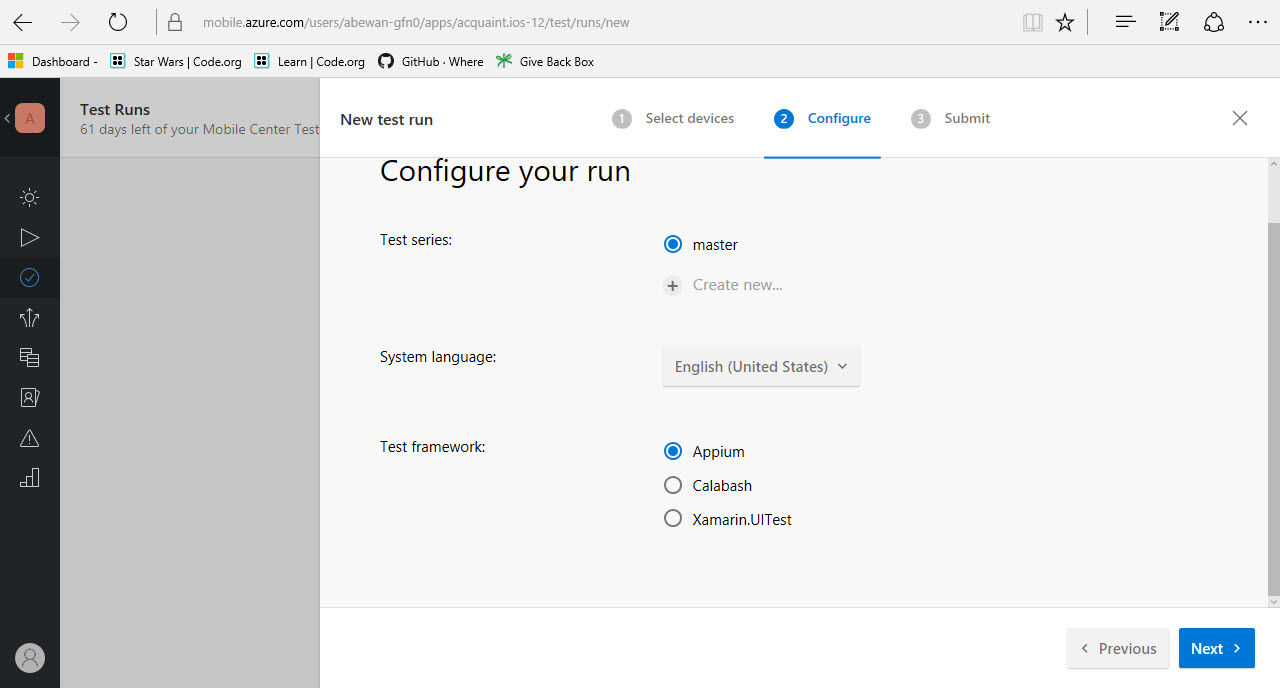 mobile.azure.com/users/abewan-gfn0/apps/acquaint.ios-12/test/runs/new
Dashboard - Star Wars | Code.org Learn | Code.org GitHub · Where Give Back Box
A
Test Runs
61 days left of your Mobile Center Test
New test run
1 Select devices 2 Configure 3 Submit
Configure your run
Test series:
master
Create new...
System language:
English (United States)
Test framework:
Appium
Calabash
Xamarin.UITest
Previous Next